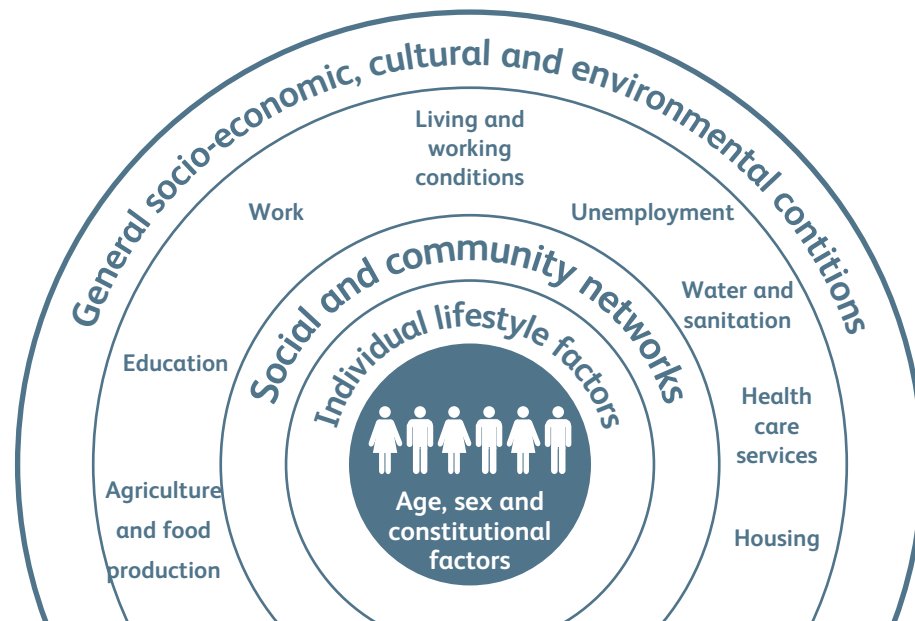 General socio-economic, cultural and environmental contitions
Living and
working
conditions
Work
Unemployment
Social and community networks
Water and
sanitation
Individual lifestyle factors
Education
Health
care
services
Agriculture
and food
production
Age, sex and
constitutional
factors
Housing